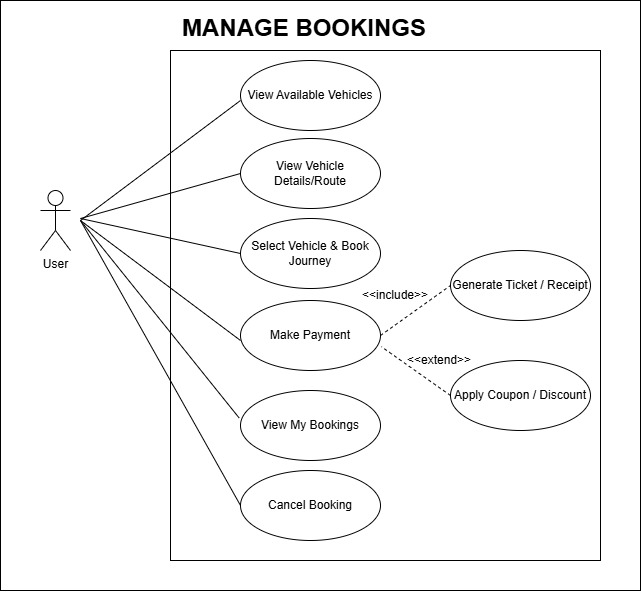 MANAGE BOOKINGS
View Available Vehicles
View Vehicle
Details/Route
User
Select Vehicle & Book
Journey
<<include>>
Generate Ticket / Receipt
Make Payment
<<extend>>
Apply Coupon / Discount
View My Bookings
Cancel Booking